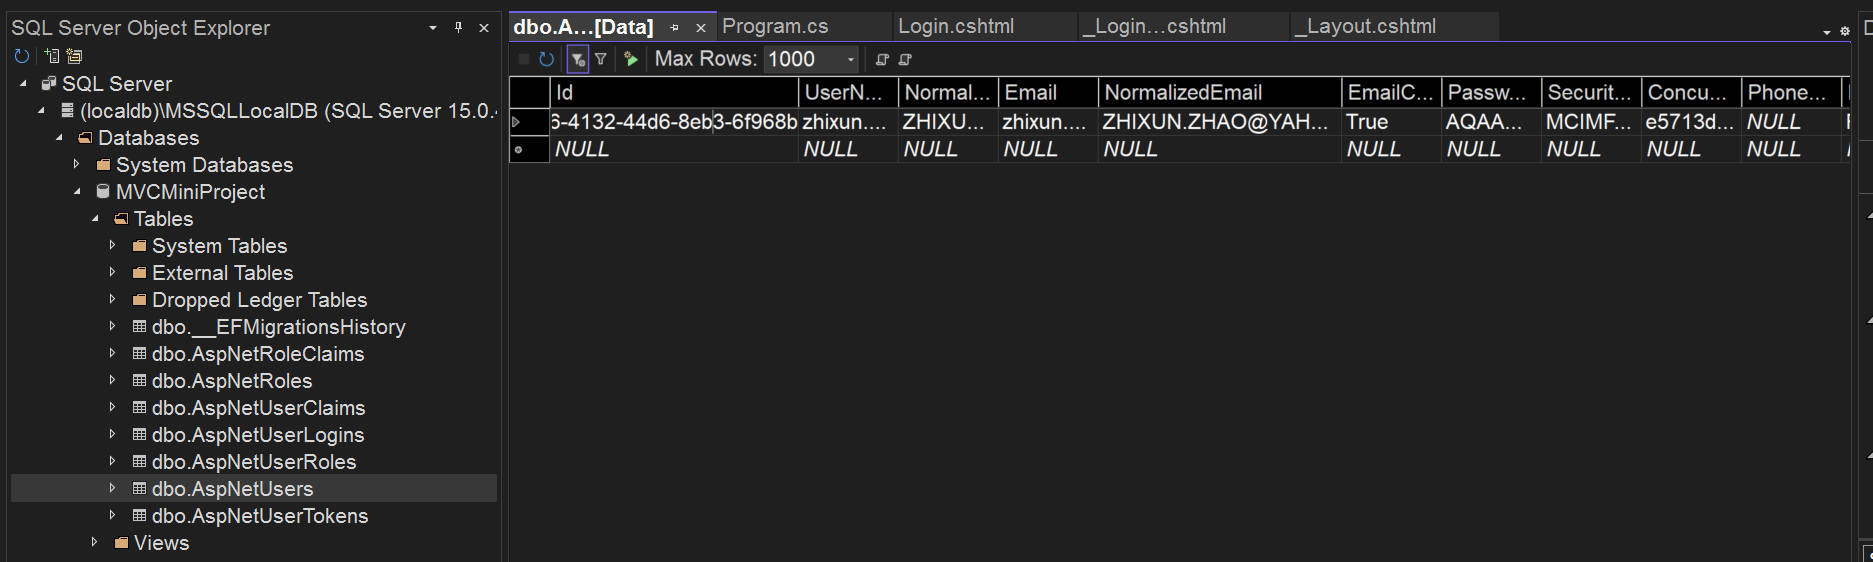 SQL Server Object Explorer
SQL Server
(localdb)\MSSQLLocalDB (SQL Server 15.0.
Databases
System Databases
MVCMiniProject
Tables
System Tables
External Tables
Dropped Ledger Tables
dbo.__EFMigrationsHistory
dbo.AspNetRoleClaims
dbo.AspNetRoles
dbo.AspNetUserClaims
dbo.AspNetUserLogins
dbo.AspNetUserRoles
dbo.AspNetUsers
dbo.AspNetUserTokens
Views
dbo.A...[Data] Program.cs Login.cshtml _Login...cshtml _Layout.cshtml
Max Rows: 1000
Id UserN... Normal... Email NormalizedEmail EmailC... Passw... Securit... Concu... Phone...
6-4132-44d6-8eb3-6f968b zhixun.... ZHIXU... zhixun.... ZHIXUN.ZHAO@YAH... True AQAA... MCIMF... e5713d... NULL
NULL NULL NULL NULL NULL NULL NULL NULL NULL NULL